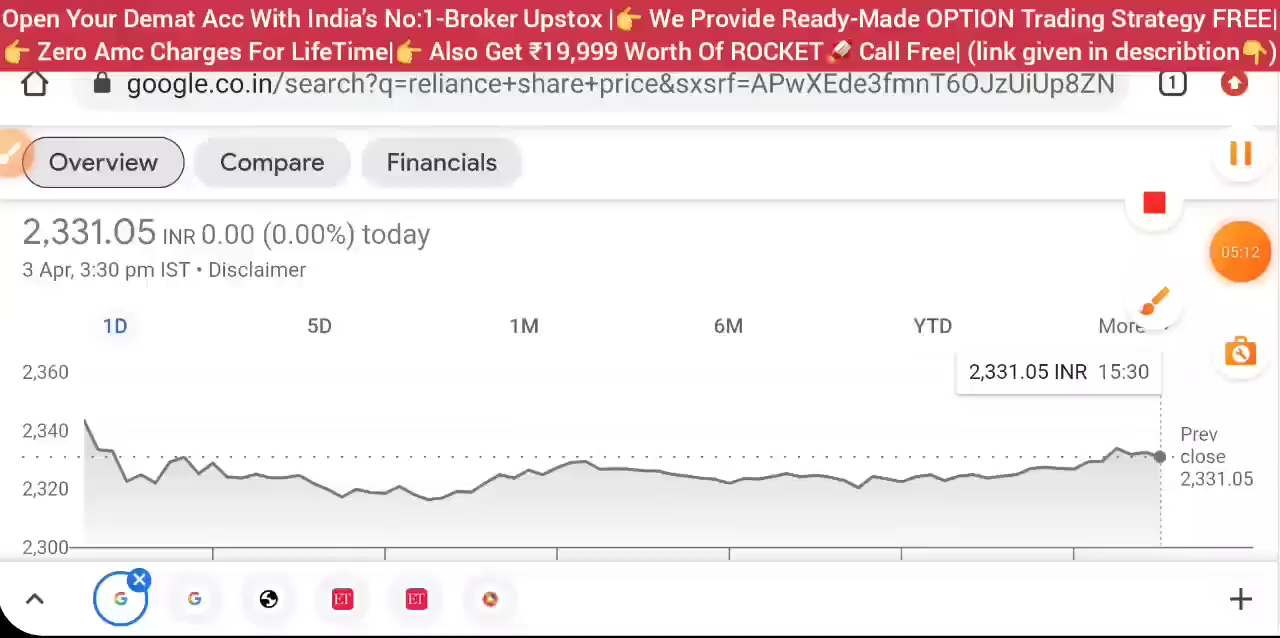 Open Your Demat Acc With India's No:1-Broker Upstox |👉 We Provide Ready-Made OPTION Trading Strategy FREE|
👉 Zero Amc Charges For LifeTime|👉 Also Get ₹19,999 Worth Of ROCKET🚀 Call Free| (link given in describtion👇)
google.co.in/search?q=reliance+share+price&sxsrf=APwXEde3fmnT6OJzUiUp8ZN
1
Overview Compare Financials
2,331.05 INR 0.00 (0.00%) today
05:12
3 Apr, 3:30 pm IST • Disclaimer
1D 5D 1M 6M YTD More
2,360
2,331.05 INR 15:30
2,340
Prev
close
2,331.05
2,320
2,300
G G ET ET